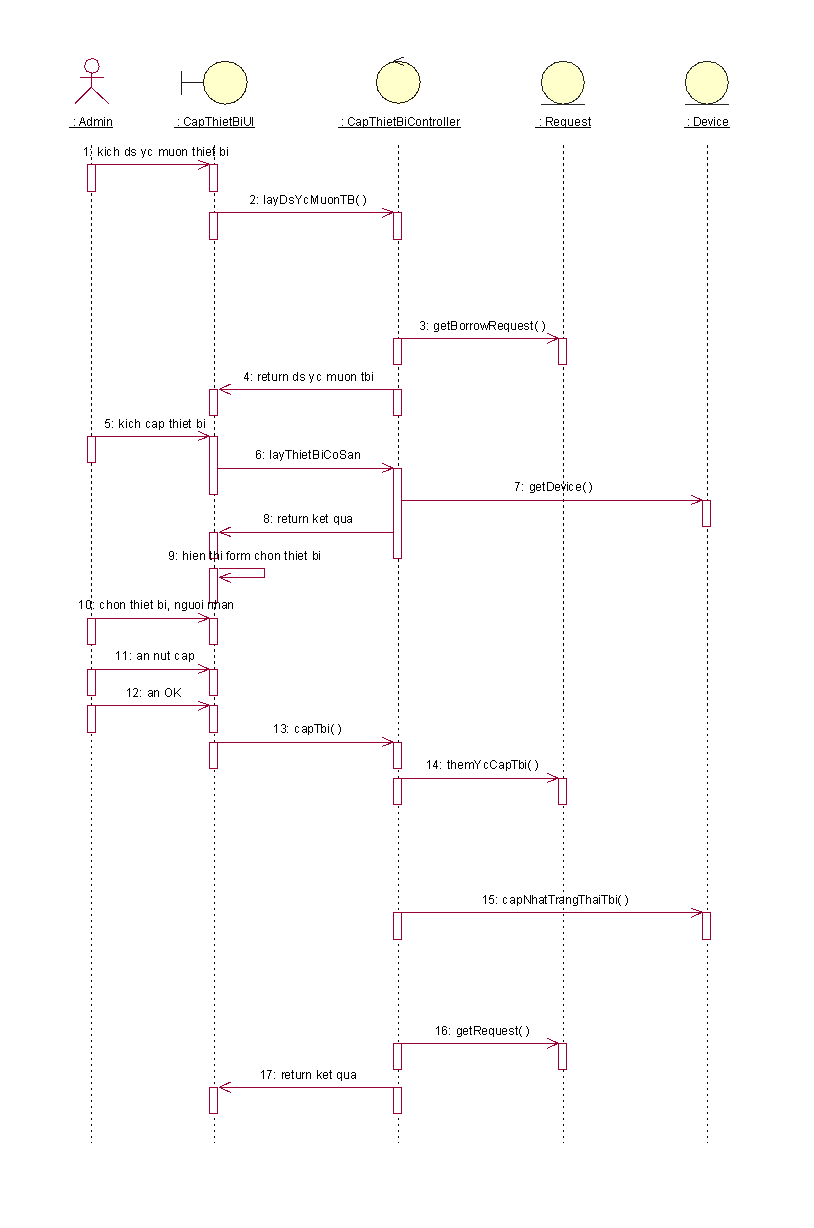 : Admin
: CapThietBiUI
: CapThietBiController
: Request
: Device
1: kich ds yc muon thiet bi
2: layDsYcMuonTB( )
3: getBorrowRequest( )
4: return ds yc muon tbi
5: kich cap thiet bi
6: layThietBiCoSan
7: getDevice( )
8: return ket qua
9: hien thi form chon thiet bi
10: chon thiet bi, nguoi nhan
11: an nut cap
12: an OK
13: capTbi( )
14: themYcCapTbi( )
15: capNhatTrangThaiTbi( )
16: getRequest( )
17: return ket qua